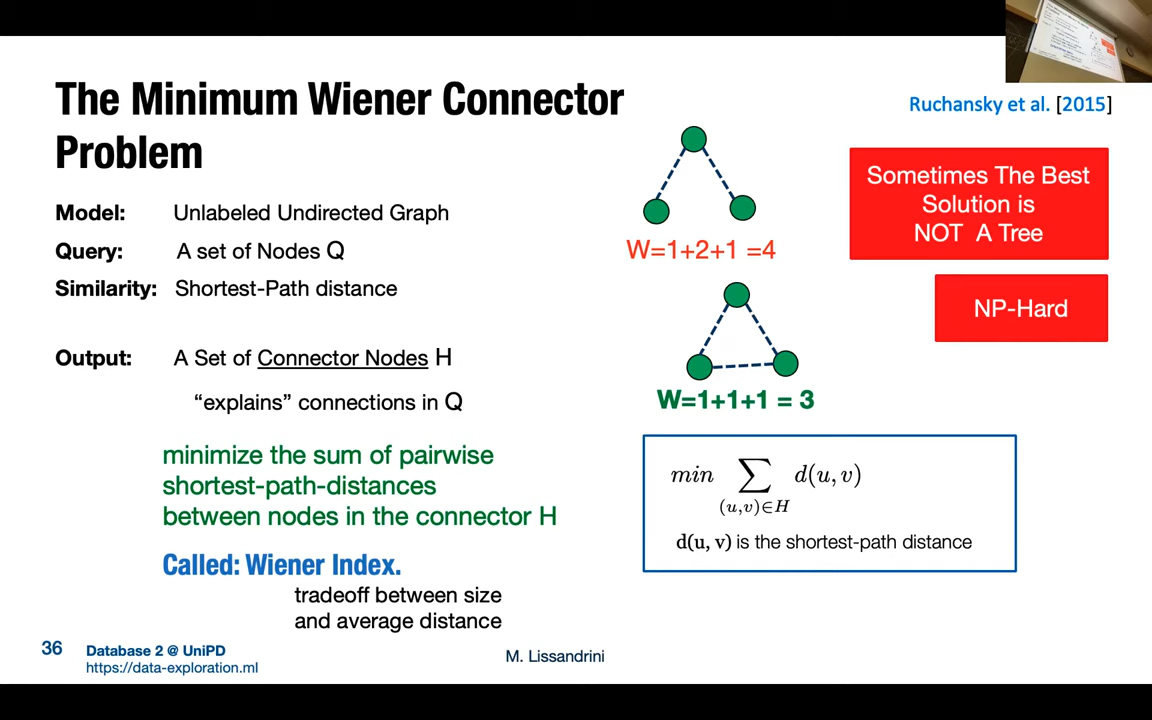 The Minimum Wiener Connector
Problem
Ruchansky et al. [2015]
Model: Unlabeled Undirected Graph
Query: A set of Nodes Q
Similarity: Shortest-Path distance
Output: A Set of Connector Nodes H
“explains” connections in Q
minimize the sum of pairwise
shortest-path-distances
between nodes in the connector H
Called: Wiener Index.
tradeoff between size
and average distance
W=1+2+1 =4
W=1+1+1 = 3
Sometimes The Best
Solution is
NOT A Tree
NP-Hard
min ∑ d(u, v)
(u,v)∈H
d(u, v) is the shortest-path distance
36
Database 2 @ UniPD
https://data-exploration.ml
M. Lissandrini